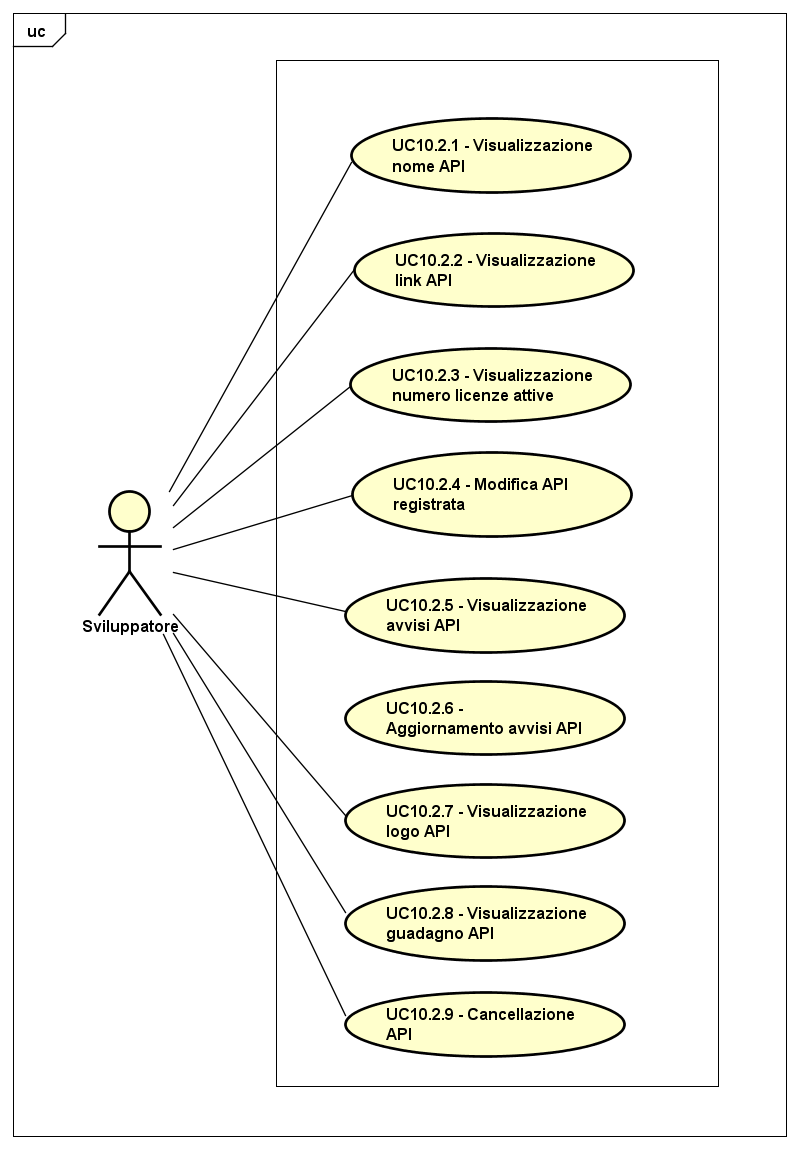 uc
UC10.2.1 - Visualizzazione
nome API
UC10.2.2 - Visualizzazione
link API
UC10.2.3 - Visualizzazione
numero licenze attive
UC10.2.4 - Modifica API
registrata
Sviluppatore
UC10.2.5 - Visualizzazione
avvisi API
UC10.2.6 -
Aggiornamento avvisi API
UC10.2.7 - Visualizzazione
logo API
UC10.2.8 - Visualizzazione
guadagno API
UC10.2.9 - Cancellazione
API